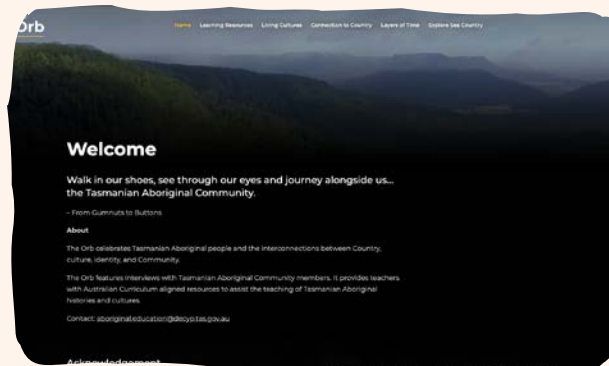 Orb
Home Learning Resources Living Cultures Connection to Country Layers of Time Explore Sea Country
Welcome
Walk in our shoes, see through our eyes and journey alongside us...
the Tasmanian Aboriginal Community.
– From Gumnuts to Buttons
About
The Orb celebrates Tasmanian Aboriginal people and the interconnections between Country,
culture, identity, and Community.
The Orb features interviews with Tasmanian Aboriginal Community members. It provides teachers
with Australian Curriculum aligned resources to assist the teaching of Tasmanian Aboriginal
histories and cultures.
Contact: aboriginal.education@decyp.tas.gov.au
Acknowledgement